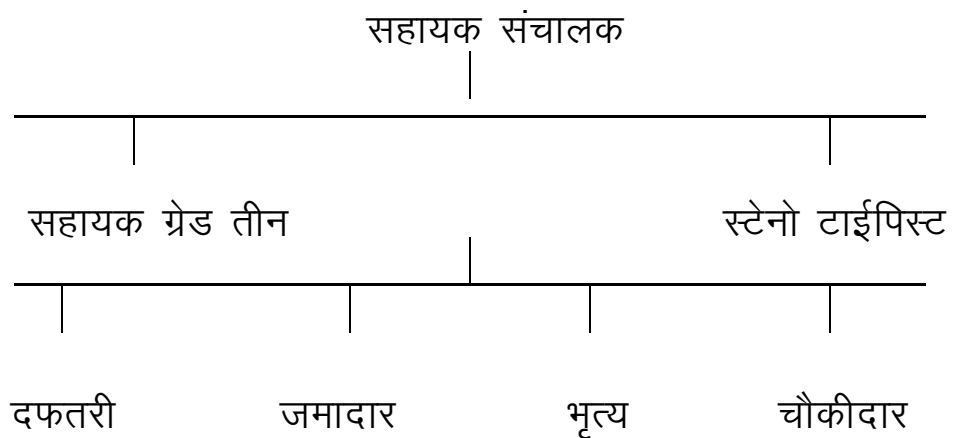 सहायक संचालक
सहायक ग्रेड तीन स्टेनो टाईपिस्ट
दफतरी जमादार भृत्य चौकीदार